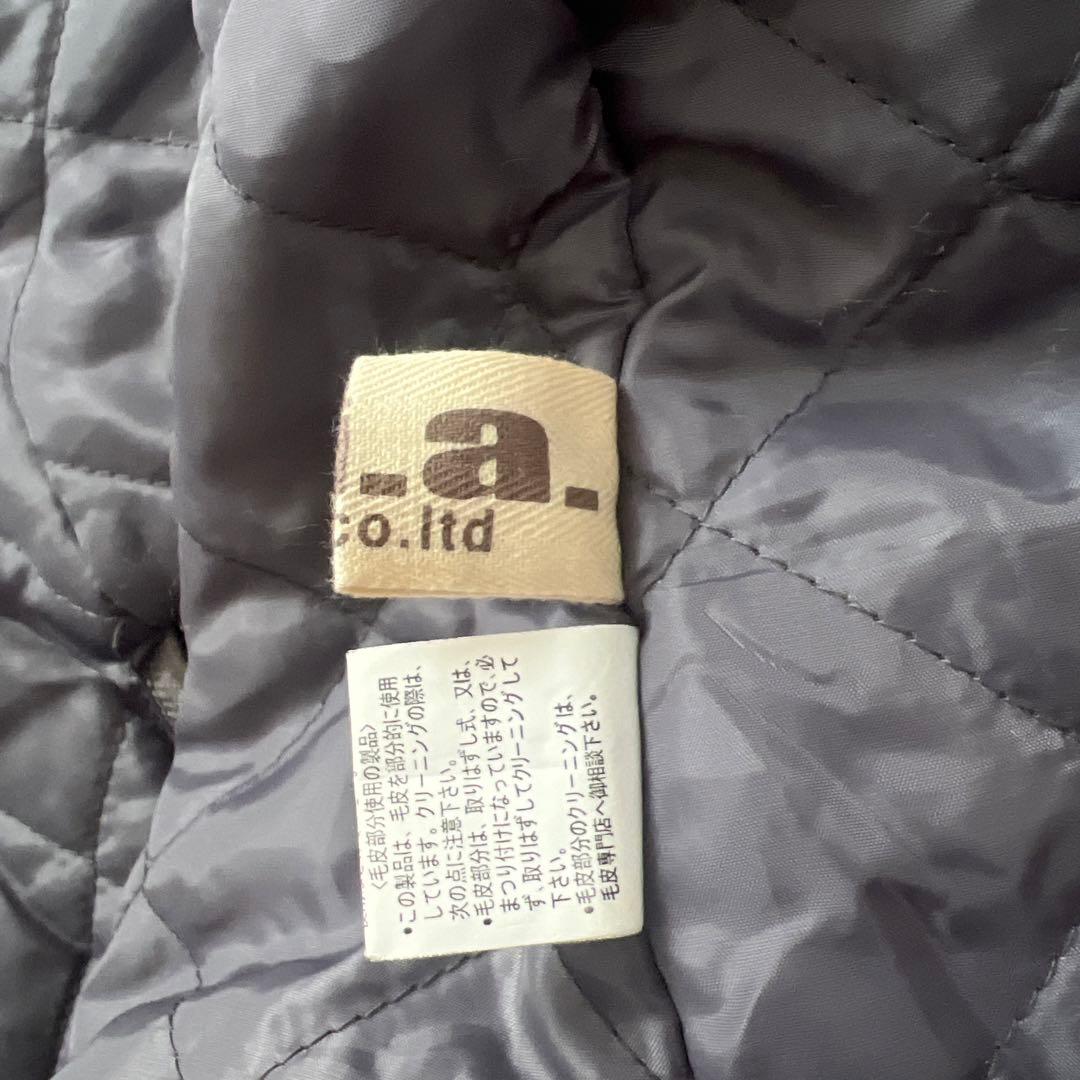 .a.
co.ltd
〈毛皮部分使用の製品〉
•この製品は、毛皮を部分的に使用
しています。クリーニングの際は、
次の点に注意下さい。
•毛皮部分は、取りはずし式、又は、
まつり付けになっていますので、必
ず、取りはずしてクリーニングして
下さい。
•毛皮部分のクリーニングは、
毛皮専門店へ御相談下さい。